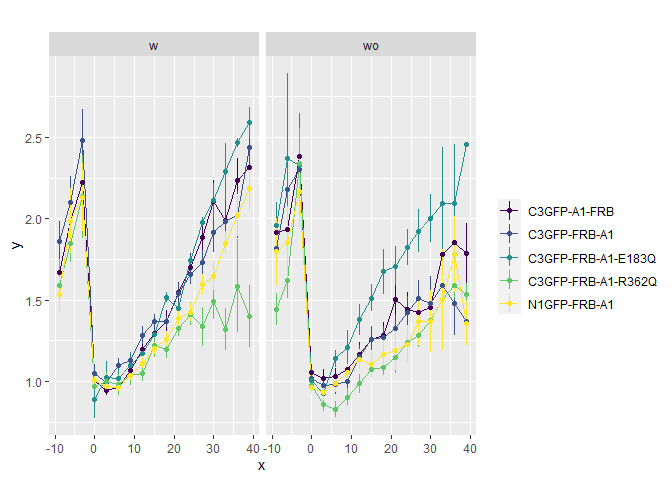 w
wo
2.5
2.0
1.5
1.0
y
-10 0 10 20 30 40 -10 0 10 20 30 40
x
C3GFP-A1-FRB
C3GFP-FRB-A1
C3GFP-FRB-A1-E183Q
C3GFP-FRB-A1-R362Q
N1GFP-FRB-A1